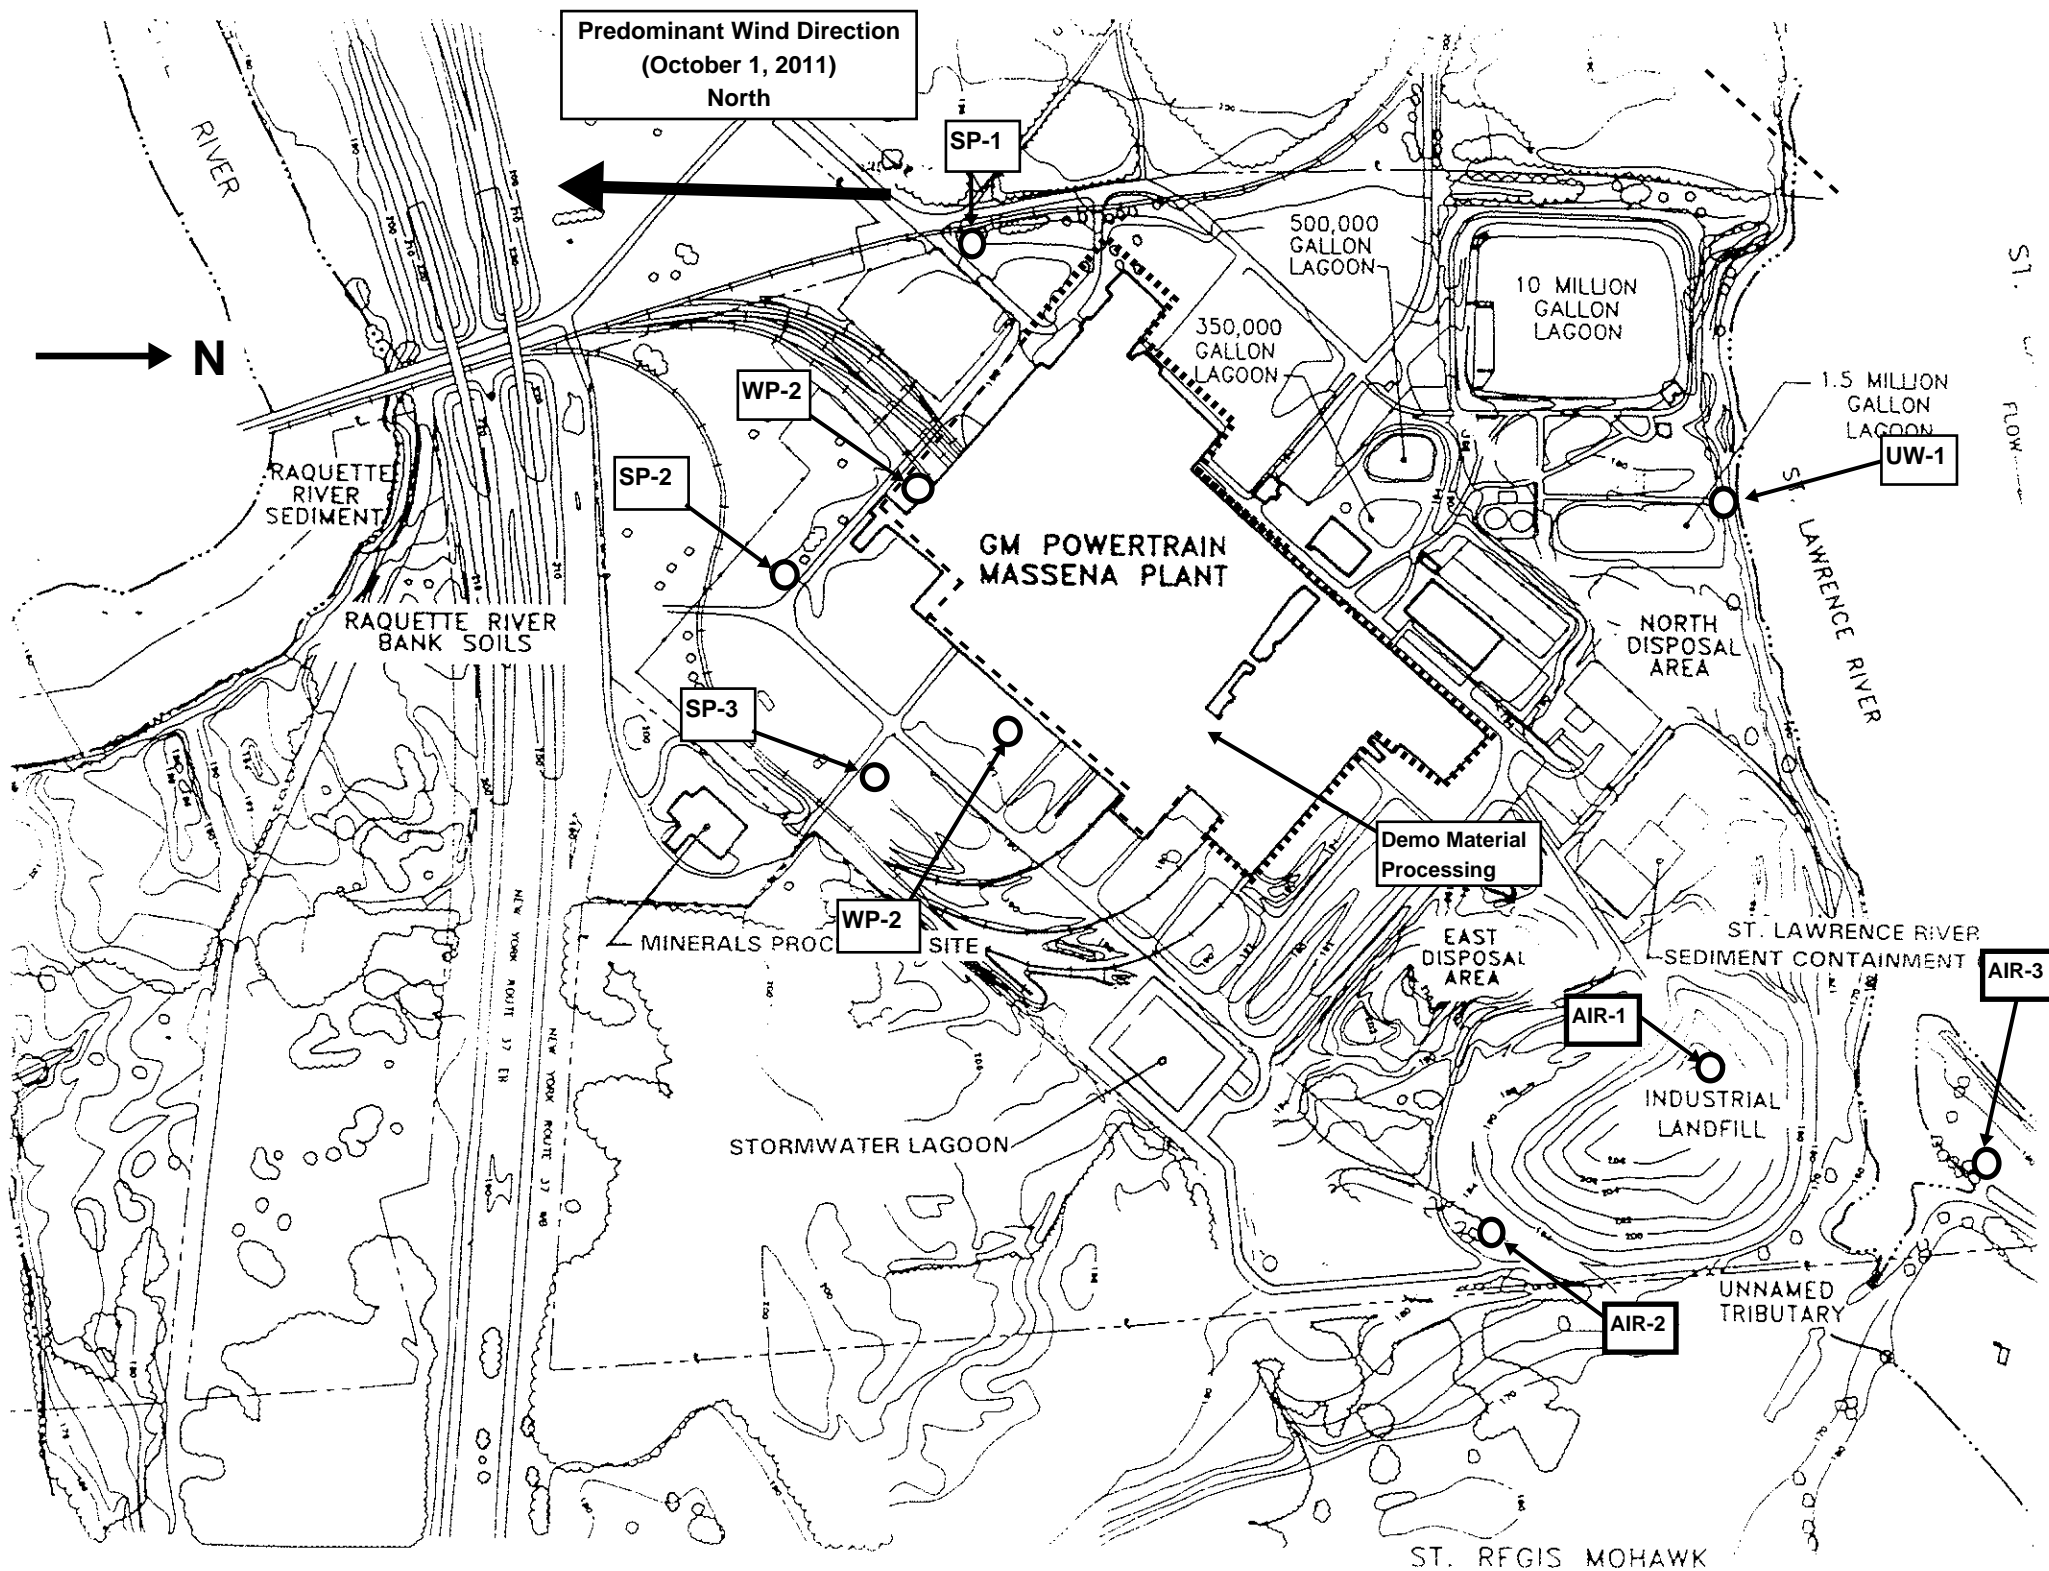 Predominant Wind Direction
(October 1, 2011)
North
SP-1
RIVER
N
500,000
GALLON
LAGOON
10 MILLION
GALLON
LAGOON
350,000
GALLON
LAGOON
ST.
FLOW
1.5 MILLION
GALLON
LAGOON
UW-1
WP-2
SP-2
RAQUETTE
RIVER
SEDIMENT
GM POWERTRAIN
MASSENA PLANT
ST. LAWRENCE RIVER
RAQUETTE RIVER
BANK SOILS
NORTH
DISPOSAL
AREA
SP-3
Demo Material
Processing
WP-2
MINERALS PROC
SITE
NEW YORK ROUTE 37 EB
NEW YORK ROUTE 37 WB
EAST
DISPOSAL
AREA
ST. LAWRENCE RIVER
SEDIMENT CONTAINMENT
AIR-3
AIR-1
INDUSTRIAL
LANDFILL
STORMWATER LAGOON
AIR-2
UNNAMED
TRIBUTARY
ST. REGIS MOHAWK